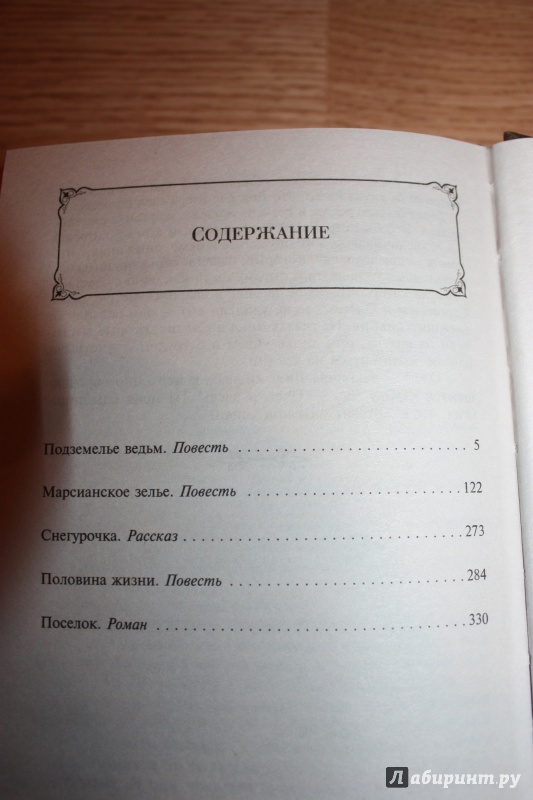 СОДЕРЖАНИЕ
Подземелье ведьм. Повесть . . . . . . . . . . . . . . . . . . . . . . . . 5
Марсианское зелье. Повесть . . . . . . . . . . . . . . . . . . . . . . 122
Снегурочка. Рассказ . . . . . . . . . . . . . . . . . . . . . . . . . . . . 273
Половина жизни. Повесть . . . . . . . . . . . . . . . . . . . . . . . . 284
Поселок. Роман . . . . . . . . . . . . . . . . . . . . . . . . . . . . . . . 330
Лабиринт.ру